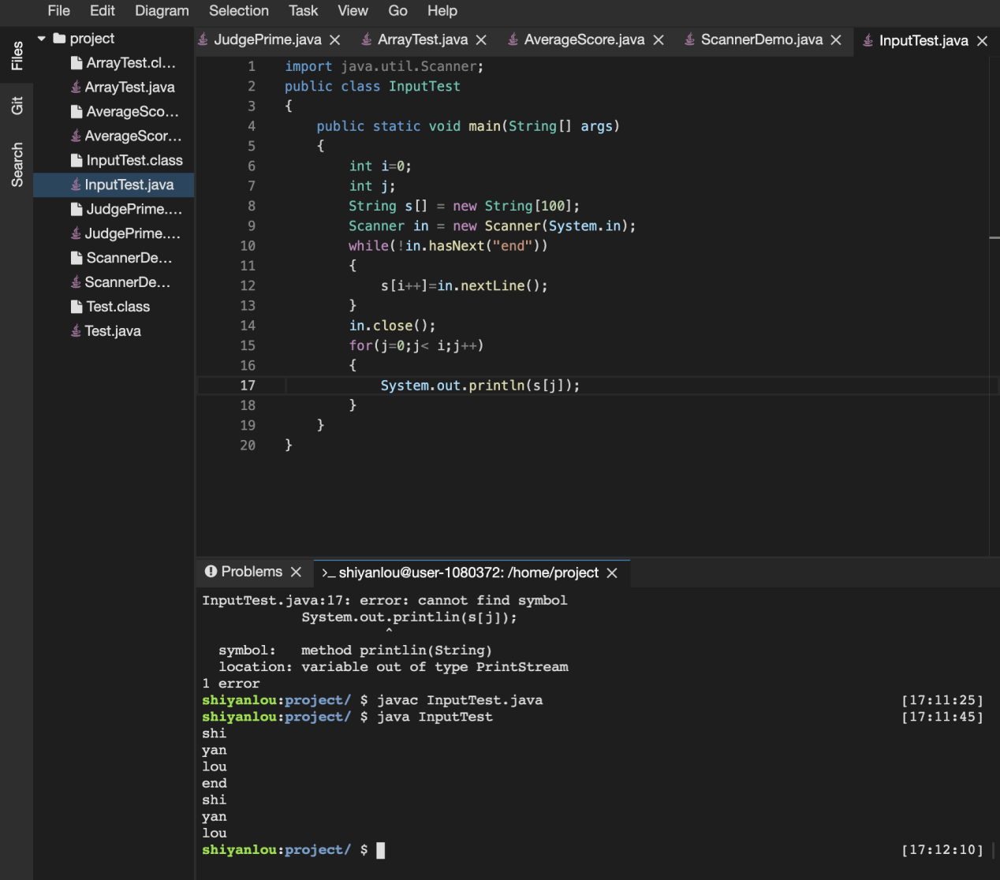 File Edit Diagram Selection Task View Go Help
Files
Git
Search
project
ArrayTest.cl...
ArrayTest.java
AverageSco...
AverageScor...
InputTest.class
InputTest.java
JudgePrime....
JudgePrime....
ScannerDe...
ScannerDe...
Test.class
Test.java
JudgePrime.java ArrayTest.java AverageScore.java ScannerDemo.java InputTest.java
1 import java.util.Scanner;
2 public class InputTest
3 {
4 public static void main(String[] args)
5 {
6 int i=0;
7 int j;
8 String s[] = new String[100];
9 Scanner in = new Scanner(System.in);
10 while(!in.hasNext("end"))
11 {
12 s[i++]=in.nextLine();
13 }
14 in.close();
15 for(j=0;j< i;j++)
16 {
17 System.out.println(s[j]);
18 }
19 }
20 }
Problems >_ shiyanlou@user-1080372: /home/project
InputTest.java:17: error: cannot find symbol
System.out.printlin(s[j]);
^
symbol: method printlin(String)
location: variable out of type PrintStream
1 error
shiyanlou:project/ $ javac InputTest.java [17:11:25]
shiyanlou:project/ $ java InputTest [17:11:45]
shi
yan
lou
end
shi
yan
lou
shiyanlou:project/ $ [17:12:10]